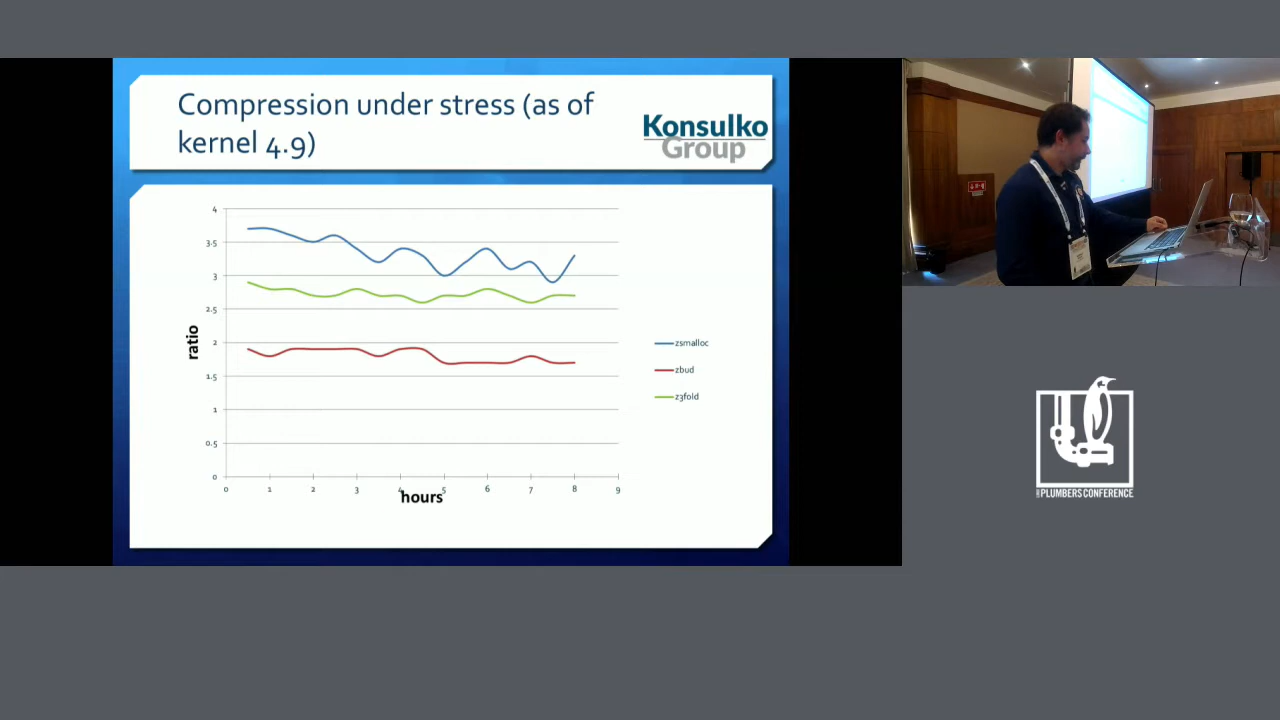 Compression under stress (as of
kernel 4.9)
Konsulko
Group
4
3.5
3
2.5
2
1.5
1
0.5
0
ratio
0 1 2 3 4 5 6 7 8 9
hours
zsmalloc
zbud
z3fold
PLUMBERS CONFERENCE